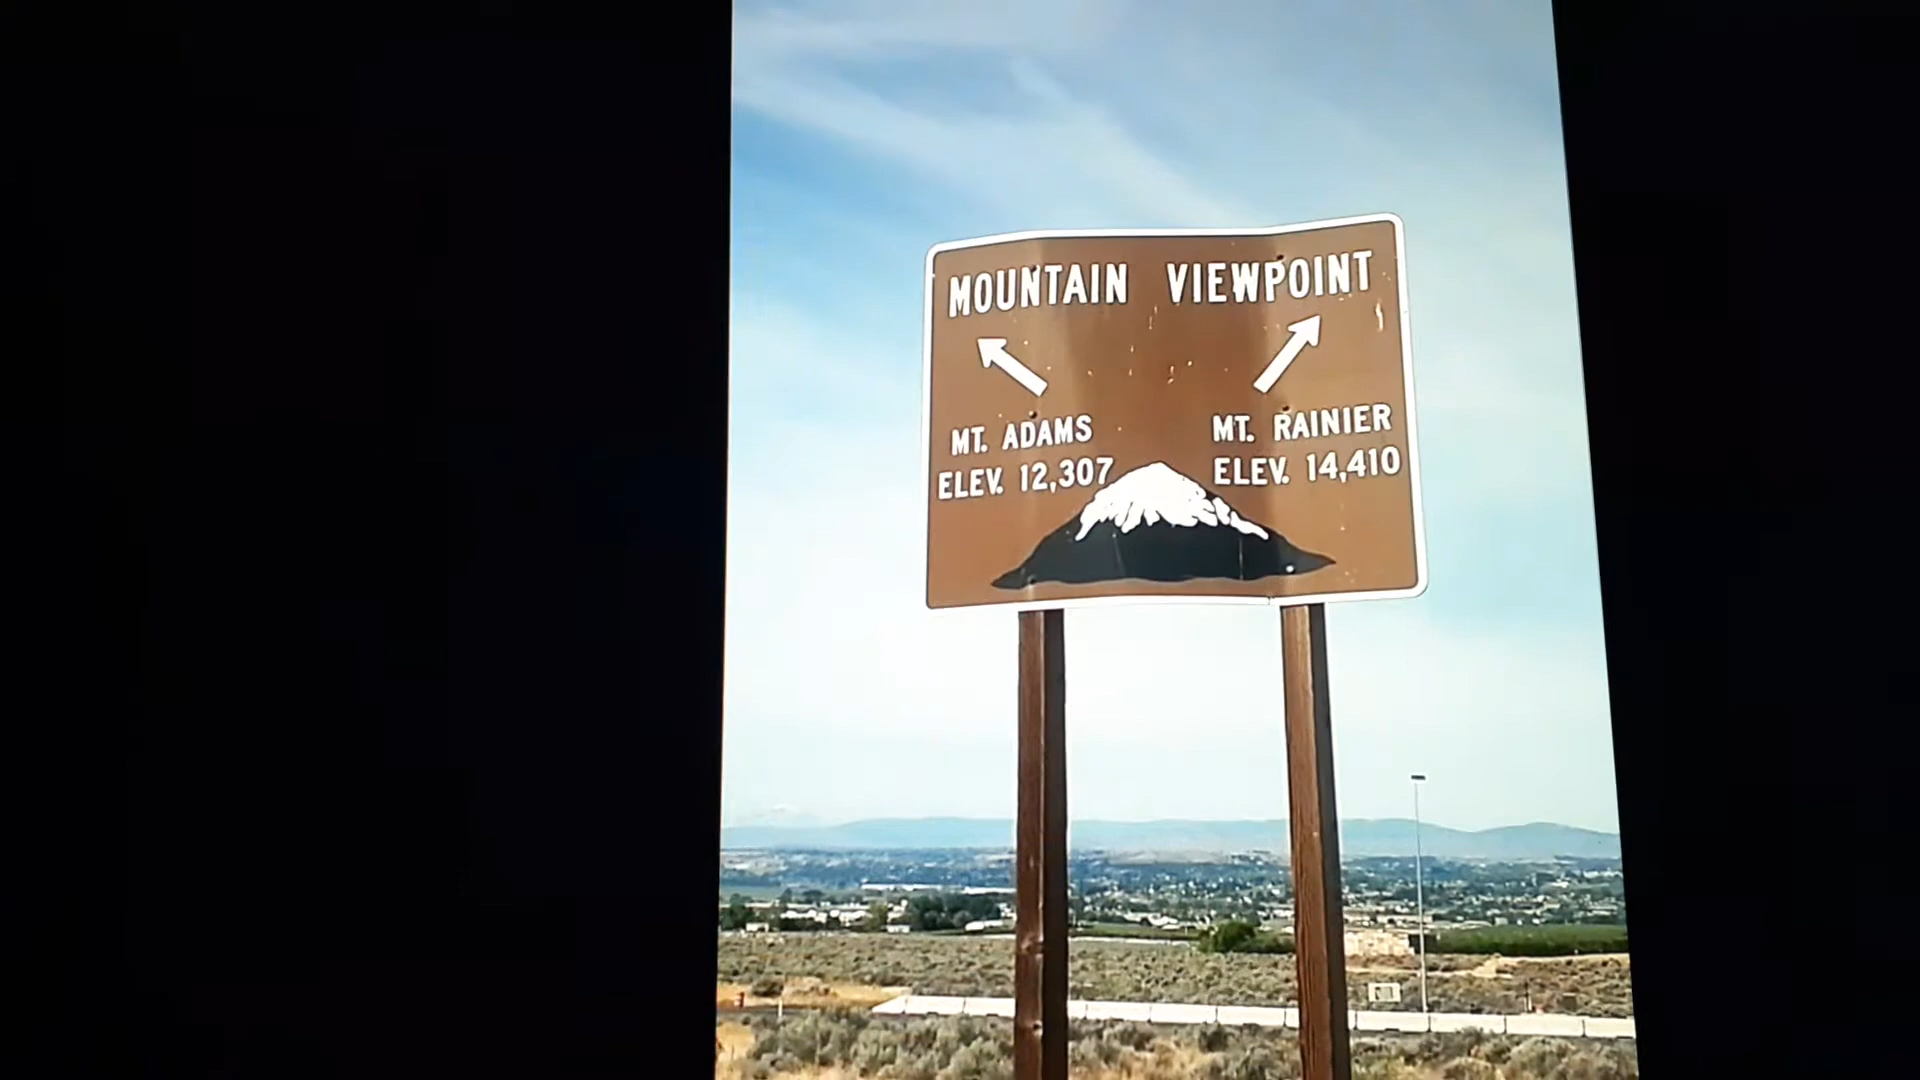 MOUNTAIN VIEWPOINT
MT. ADAMS
ELEV. 12,307
MT. RAINIER
ELEV. 14,410